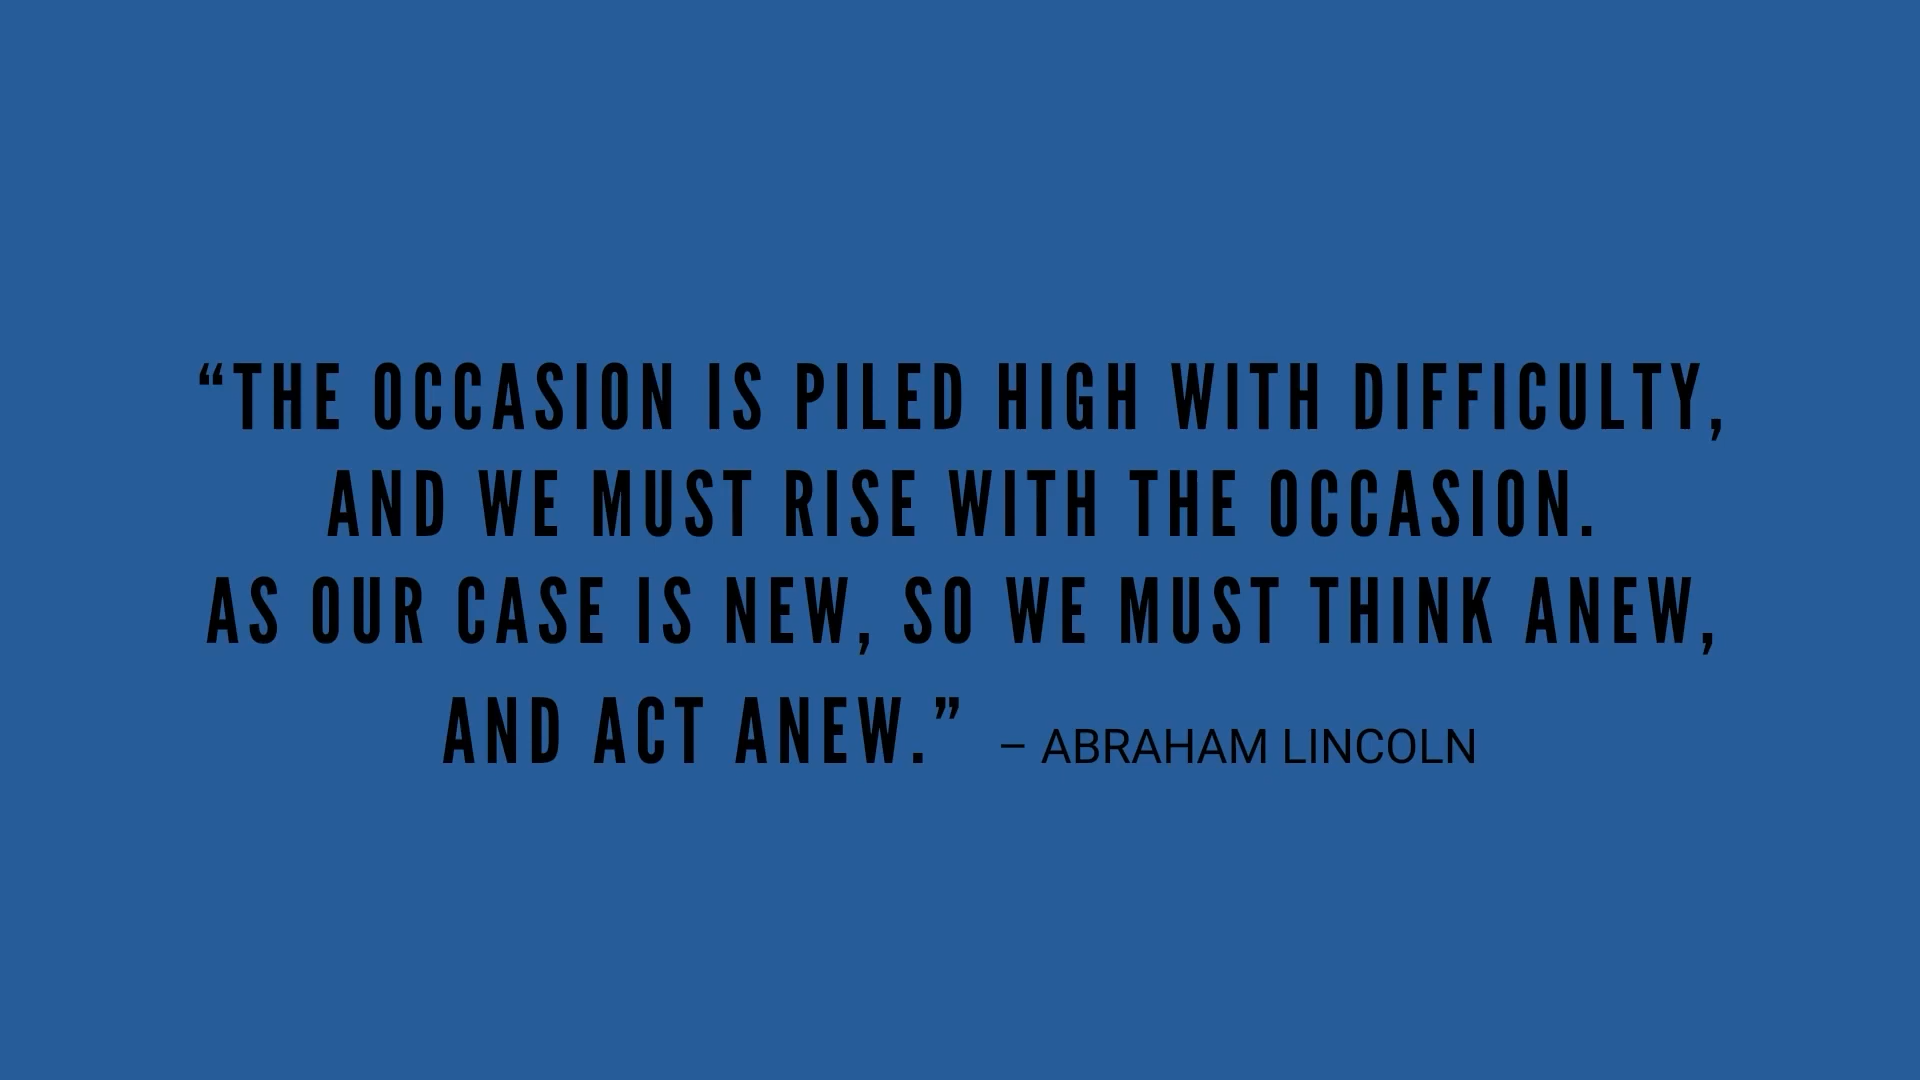 “THE OCCASION IS PILED HIGH WITH DIFFICULTY,
AND WE MUST RISE WITH THE OCCASION.
AS OUR CASE IS NEW, SO WE MUST THINK ANEW,
AND ACT ANEW.” – ABRAHAM LINCOLN